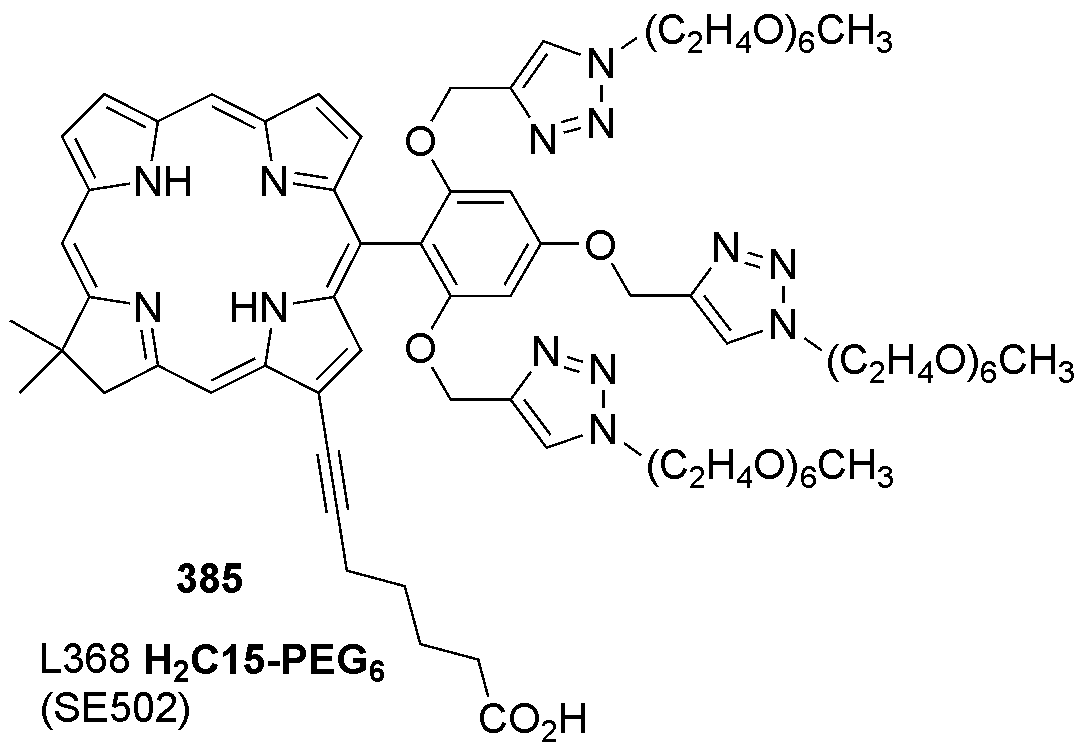 (C₂H₄O)₆CH₃
N
N
N
O
NH
N
O
N
N
N
HN
N
(C₂H₄O)₆CH₃
O
N
N
N
(C₂H₄O)₆CH₃
385
L368 H₂C15-PEG₆
(SE502)
CO₂H